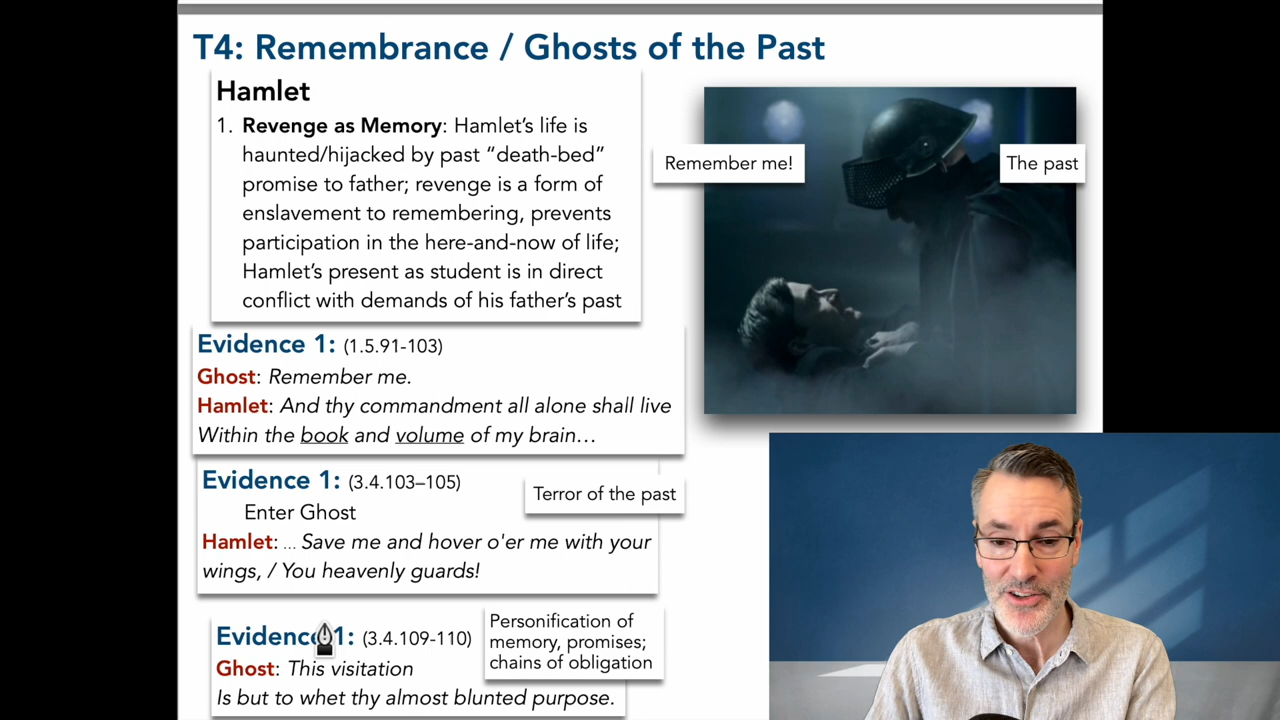 T4: Remembrance / Ghosts of the Past
Hamlet
1. Revenge as Memory: Hamlet’s life is
haunted/hijacked by past “death-bed”
promise to father; revenge is a form of
enslavement to remembering, prevents
participation in the here-and-now of life;
Hamlet’s present as student is in direct
conflict with demands of his father’s past
Remember me!
The past
Evidence 1: (1.5.91-103)
Ghost: Remember me.
Hamlet: And thy commandment all alone shall live
Within the book and volume of my brain…
Evidence 1: (3.4.103–105)
Enter Ghost
Terror of the past
Hamlet: … Save me and hover o'er me with your
wings, / You heavenly guards!
Evidence 1: (3.4.109-110)
Ghost: This visitation
Is but to whet thy almost blunted purpose.
Personification of
memory, promises;
chains of obligation